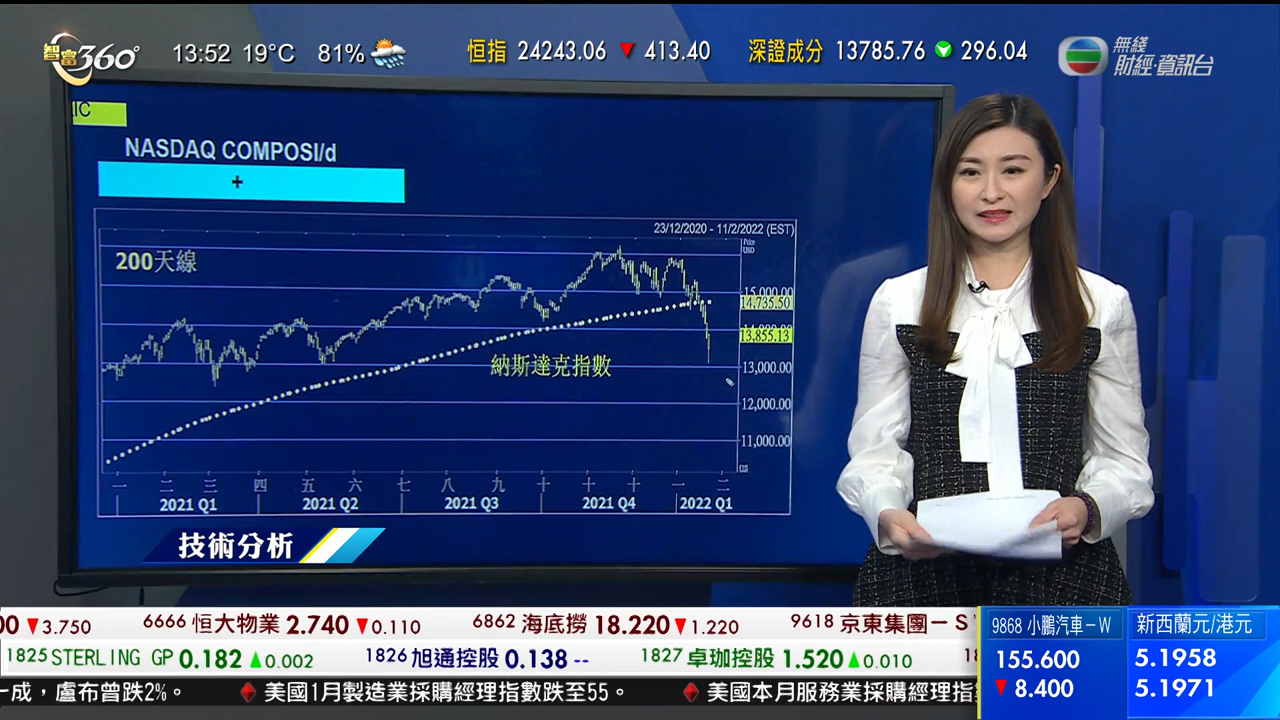 智富360°
13:52 19°C 81%
恒指 24243.06 ▼ 413.40
深證成分 13785.76 296.04
無綫
財經·資訊台
IC
NASDAQ COMPOSI/d
+
23/12/2020 - 11/2/2022 (EST)
Price
USD
200天線
15,000.00
14,735.50
13,855.13
納斯達克指數
13,000.00
12,000.00
11,000.00
一 二 三 四 五 六 七 八 九 十 十 十 一 二
2021 Q1 2021 Q2 2021 Q3 2021 Q4 2022 Q1
技術分析
00 ▼3.750 6666 恒大物業 2.740 ▼0.110 6862 海底撈 18.220 ▼1.220 9618 京東集團－S
1825 STERLING GP 0.182 ▲0.002 1826 旭通控股 0.138 -- 1827 卓珈控股 1.520 ▲0.010 18
一成，盧布曾跌2%。 ◆ 美國1月製造業採購經理指數跌至55。 ◆ 美國本月服務業採購經理指
9868 小鵬汽車－W
155.600
▼ 8.400
新西蘭元/港元
5.1958
5.1971